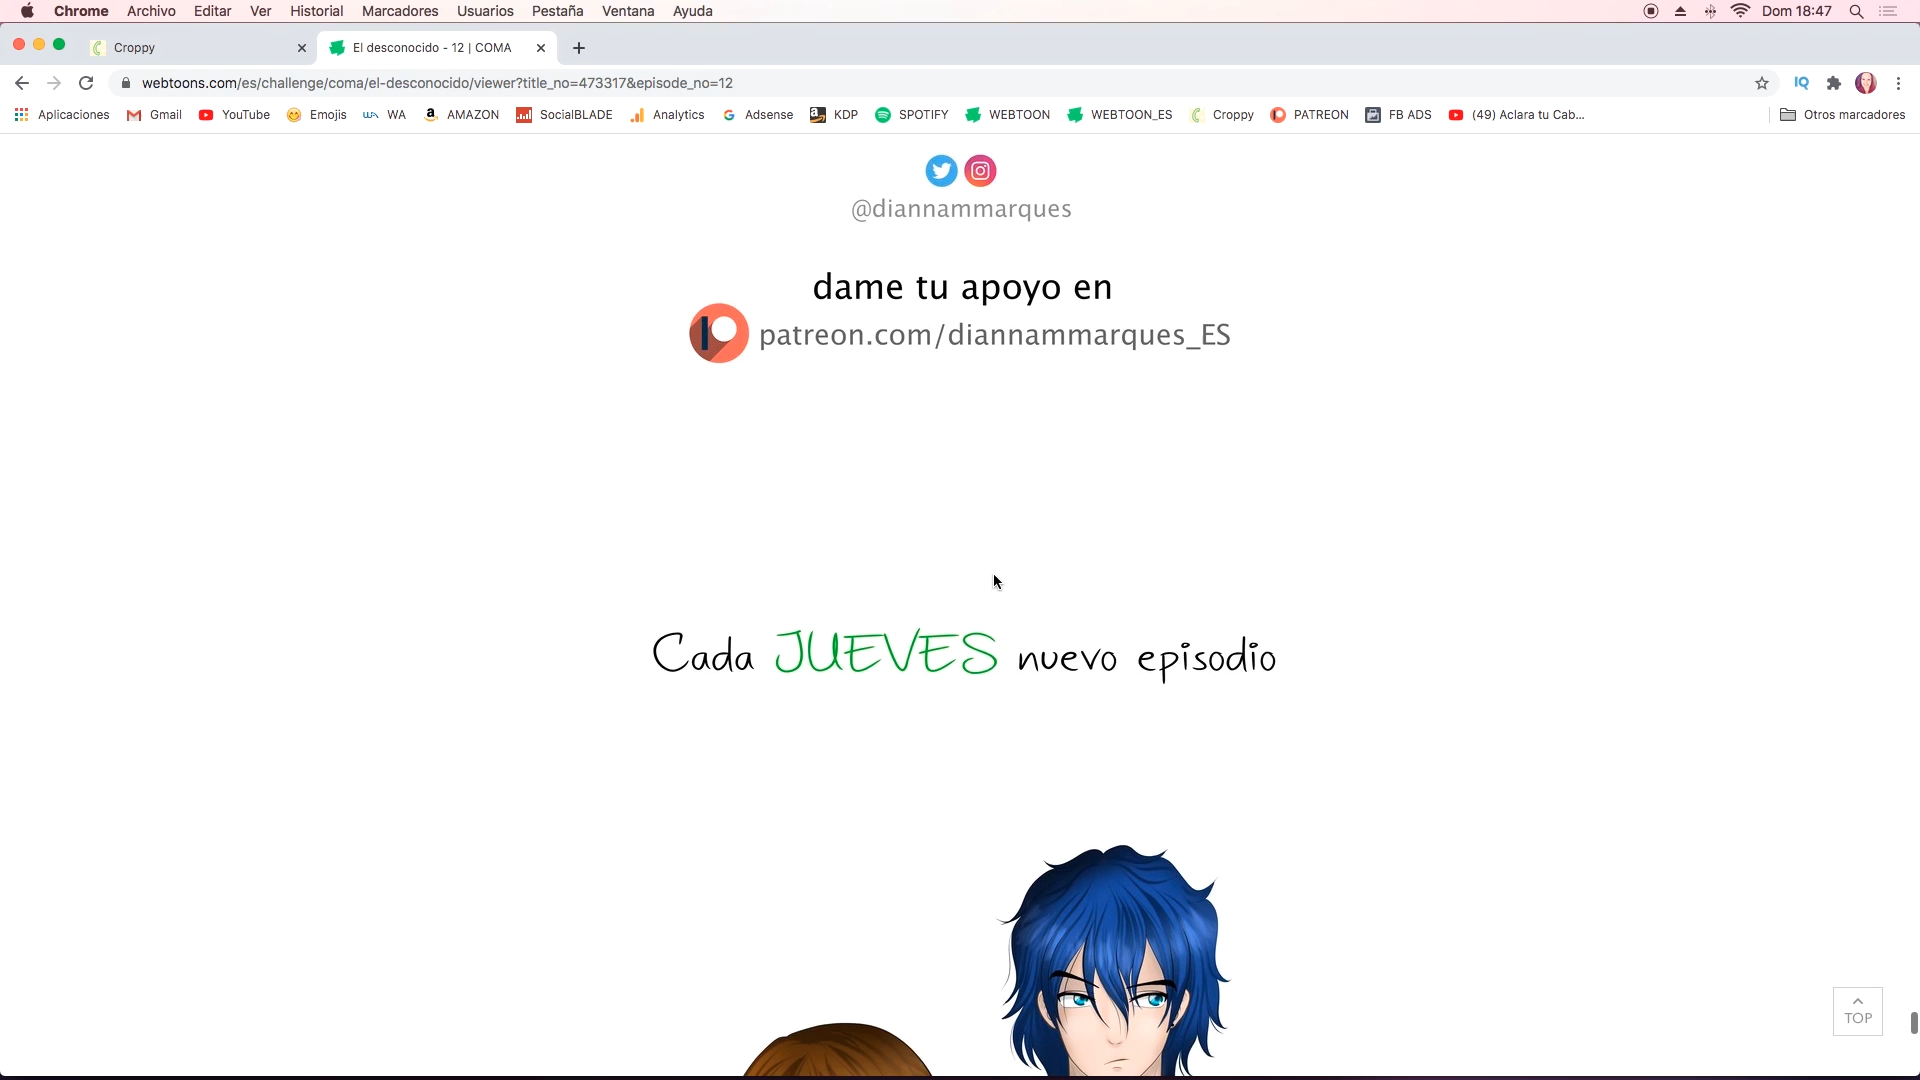 Chrome Archivo Editar Ver Historial Marcadores Usuarios Pestaña Ventana Ayuda Dom 18:47
Croppy El desconocido - 12 | COMA
webtoons.com/es/challenge/coma/el-desconocido/viewer?title_no=473317&episode_no=12 IQ
Aplicaciones Gmail YouTube Emojis WA AMAZON SocialBLADE Analytics Adsense KDP SPOTIFY WEBTOON WEBTOON_ES Croppy PATREON FB ADS (49) Aclara tu Cab... Otros marcadores
@diannammarques
dame tu apoyo en
patreon.com/diannammarques_ES
Cada JUEVES nuevo episodio
TOP